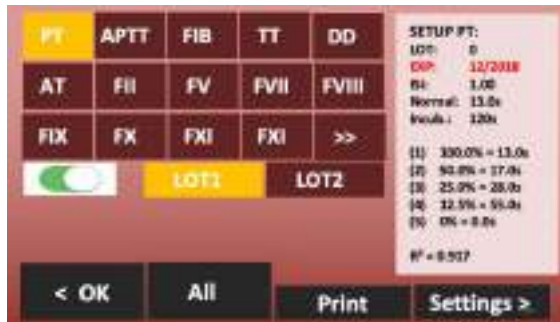 PT APTT FIB TT DD
AT FII FV FVII FVIII
FIX FX FXI FXI >>
LOT1 LOT2
< OK All Print Settings >
SETUP PT:
LOT: 0
EXP: 12/2018
ISI: 1.00
Normal: 13.0s
Incub.: 120s
(1) 100.0% = 13.0s
(2) 50.0% = 17.0s
(3) 25.0% = 28.0s
(4) 12.5% = 55.0s
(5) 0% = 0.0s
R² = 0.917